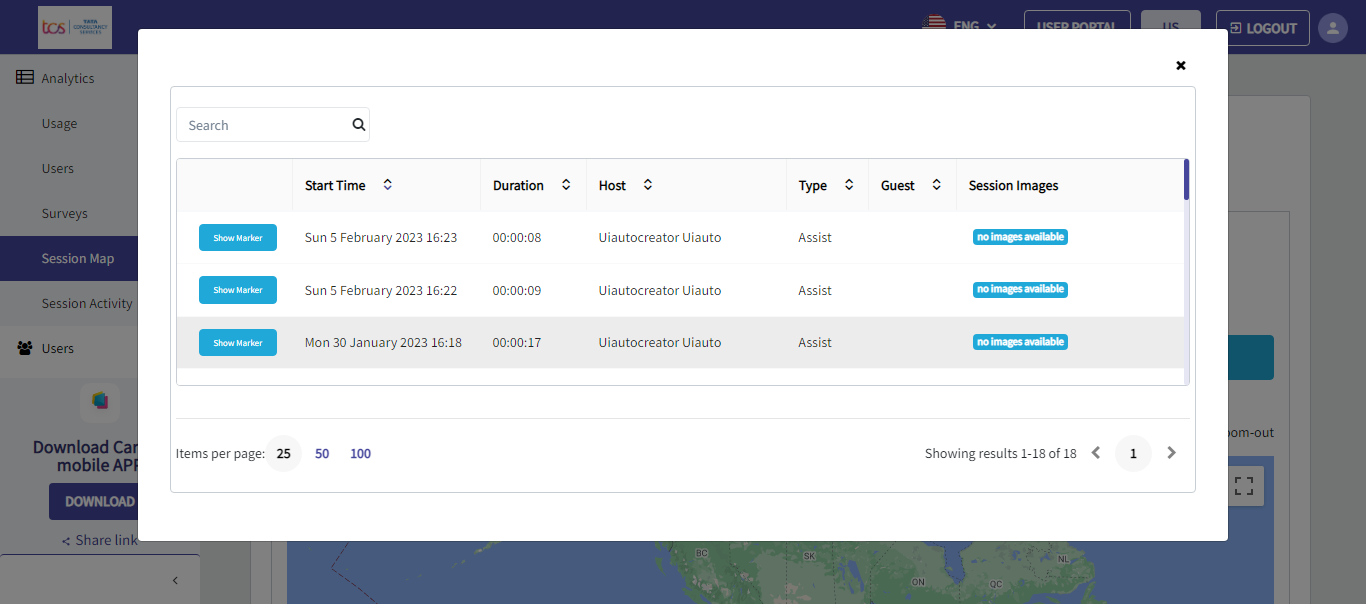 tcs TATA CONSULTANCY SERVICES
ENG
USER PORTAL
US
LOGOUT
Analytics
Usage
Users
Surveys
Session Map
Session Activity
Users
Download
mobile
DOWNLOAD
Share link
Search
Start Time Duration Host Type Guest Session Images
Show Marker Sun 5 February 2023 16:23 00:00:08 Uiautocreator Uiauto Assist no images available
Show Marker Sun 5 February 2023 16:22 00:00:09 Uiautocreator Uiauto Assist no images available
Show Marker Mon 30 January 2023 16:18 00:00:17 Uiautocreator Uiauto Assist no images available
Items per page: 25 50 100
Showing results 1-18 of 18 1
oom-out
BC
SK
ON
QC
NL